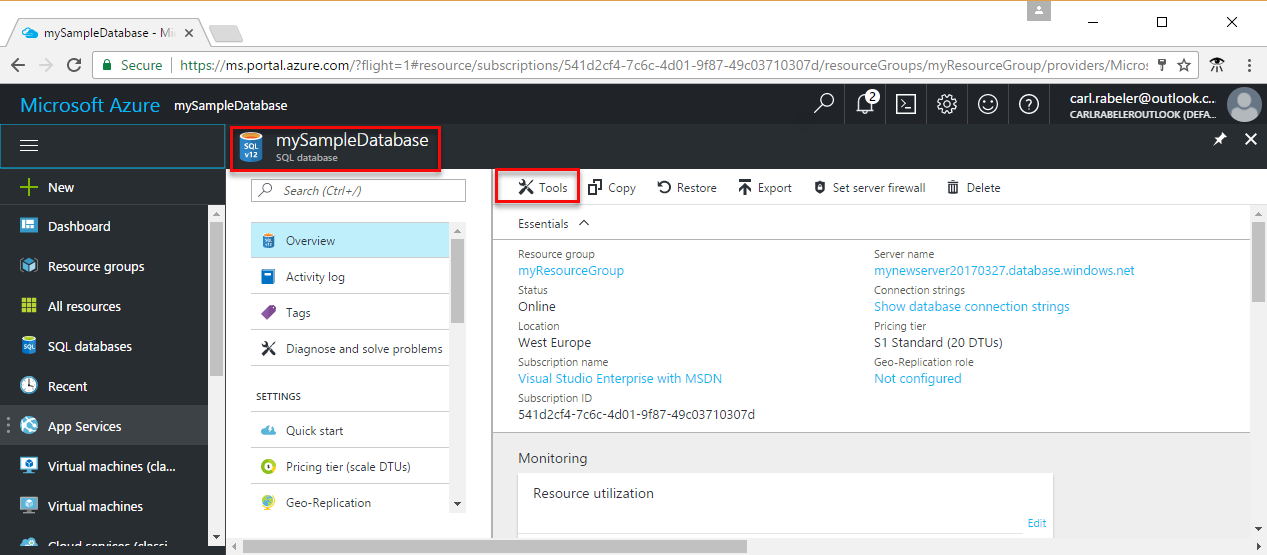 mySampleDatabase - Mi
Secure
https://ms.portal.azure.com/?flight=1#resource/subscriptions/541d2cf4-7c6c-4d01-9f87-49c03710307d/resourceGroups/myResourceGroup/providers/Micros
Microsoft Azure mySampleDatabase
2
carl.rabeler@outlook.c...
CARLRABELEROUTLOOK (DEFA...
SQL v12
mySampleDatabase
SQL database
New
Dashboard
Resource groups
All resources
SQL databases
Recent
App Services
Virtual machines (cla...
Virtual machines
Cloud services (classi...
Search (Ctrl+/)
Overview
Activity log
Tags
Diagnose and solve problems
SETTINGS
Quick start
Pricing tier (scale DTUs)
Geo-Replication
Tools Copy Restore Export Set server firewall Delete
Essentials
Resource group
myResourceGroup
Status
Online
Location
West Europe
Subscription name
Visual Studio Enterprise with MSDN
Subscription ID
541d2cf4-7c6c-4d01-9f87-49c03710307d
Server name
mynewserver20170327.database.windows.net
Connection strings
Show database connection strings
Pricing tier
S1 Standard (20 DTUs)
Geo-Replication role
Not configured
Monitoring
Resource utilization
Edit